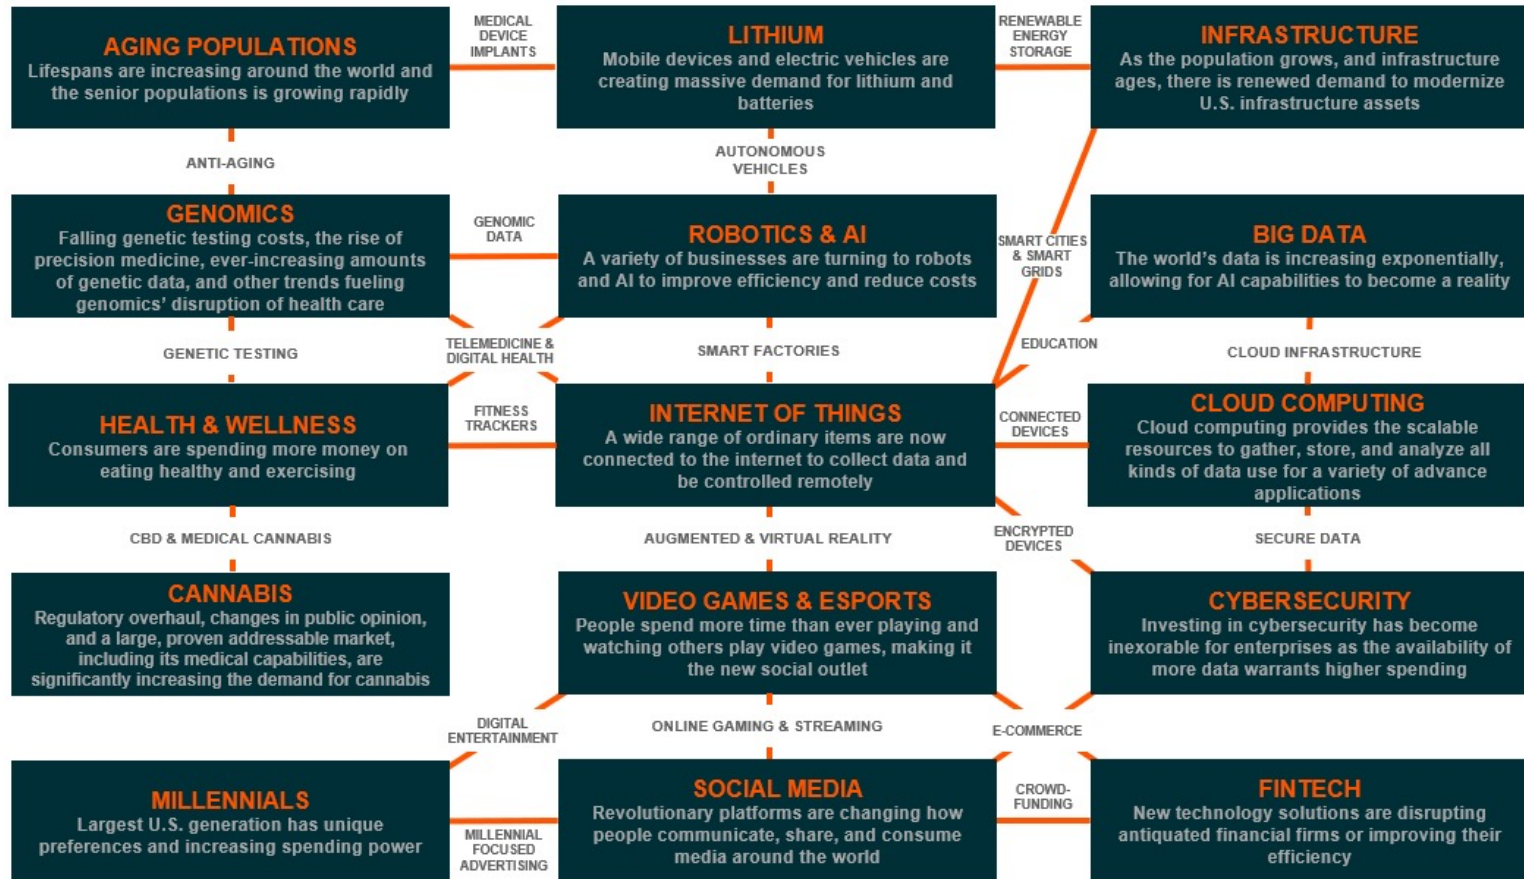 AGING POPULATIONS
Lifespans are increasing around the world and
the senior populations is growing rapidly
MEDICAL
DEVICE
IMPLANTS
LITHIUM
Mobile devices and electric vehicles are
creating massive demand for lithium and
batteries
RENEWABLE
ENERGY
STORAGE
INFRASTRUCTURE
As the population grows, and infrastructure
ages, there is renewed demand to modernize
U.S. infrastructure assets
ANTI-AGING
AUTONOMOUS
VEHICLES
GENOMICS
Falling genetic testing costs, the rise of
precision medicine, ever-increasing amounts
of genetic data, and other trends fueling
genomics’ disruption of health care
GENOMIC
DATA
ROBOTICS & AI
A variety of businesses are turning to robots
and AI to improve efficiency and reduce costs
SMART CITIES
& SMART
GRIDS
BIG DATA
The world’s data is increasing exponentially,
allowing for AI capabilities to become a reality
GENETIC TESTING
TELEMEDICINE &
DIGITAL HEALTH
SMART FACTORIES
EDUCATION
CLOUD INFRASTRUCTURE
HEALTH & WELLNESS
Consumers are spending more money on
eating healthy and exercising
FITNESS
TRACKERS
INTERNET OF THINGS
A wide range of ordinary items are now
connected to the internet to collect data and
be controlled remotely
CONNECTED
DEVICES
CLOUD COMPUTING
Cloud computing provides the scalable
resources to gather, store, and analyze all
kinds of data use for a variety of advance
applications
CBD & MEDICAL CANNABIS
AUGMENTED & VIRTUAL REALITY
ENCRYPTED
DEVICES
SECURE DATA
CANNABIS
Regulatory overhaul, changes in public opinion,
and a large, proven addressable market,
including its medical capabilities, are
significantly increasing the demand for cannabis
VIDEO GAMES & ESPORTS
People spend more time than ever playing and
watching others play video games, making it
the new social outlet
CYBERSECURITY
Investing in cybersecurity has become
inexorable for enterprises as the availability of
more data warrants higher spending
DIGITAL
ENTERTAINMENT
ONLINE GAMING & STREAMING
E-COMMERCE
MILLENNIALS
Largest U.S. generation has unique
preferences and increasing spending power
MILLENNIAL
FOCUSED
ADVERTISING
SOCIAL MEDIA
Revolutionary platforms are changing how
people communicate, share, and consume
media around the world
CROWD-
FUNDING
FINTECH
New technology solutions are disrupting
antiquated financial firms or improving their
efficiency